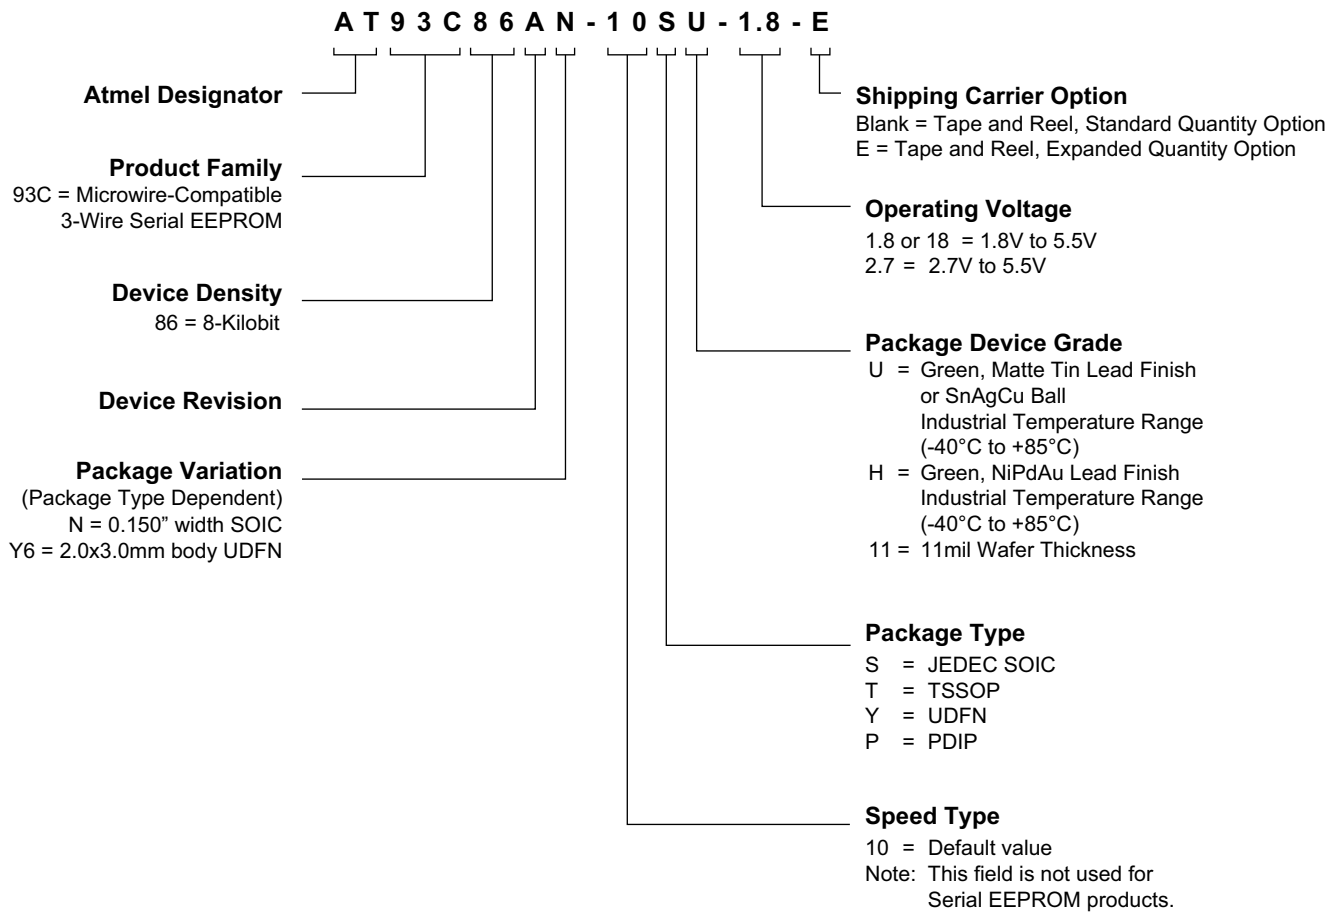 AT93C86AN-10SU-1.8-E
Atmel Designator
Product Family
93C = Microwire-Compatible
3-Wire Serial EEPROM
Device Density
86 = 8-Kilobit
Device Revision
Package Variation
(Package Type Dependent)
N = 0.150” width SOIC
Y6 = 2.0x3.0mm body UDFN
Shipping Carrier Option
Blank = Tape and Reel, Standard Quantity Option
E = Tape and Reel, Expanded Quantity Option
Operating Voltage
1.8 or 18 = 1.8V to 5.5V
2.7 = 2.7V to 5.5V
Package Device Grade
U = Green, Matte Tin Lead Finish
or SnAgCu Ball
Industrial Temperature Range
(-40°C to +85°C)
H = Green, NiPdAu Lead Finish
Industrial Temperature Range
(-40°C to +85°C)
11 = 11mil Wafer Thickness
Package Type
S = JEDEC SOIC
T = TSSOP
Y = UDFN
P = PDIP
Speed Type
10 = Default value
Note: This field is not used for
Serial EEPROM products.